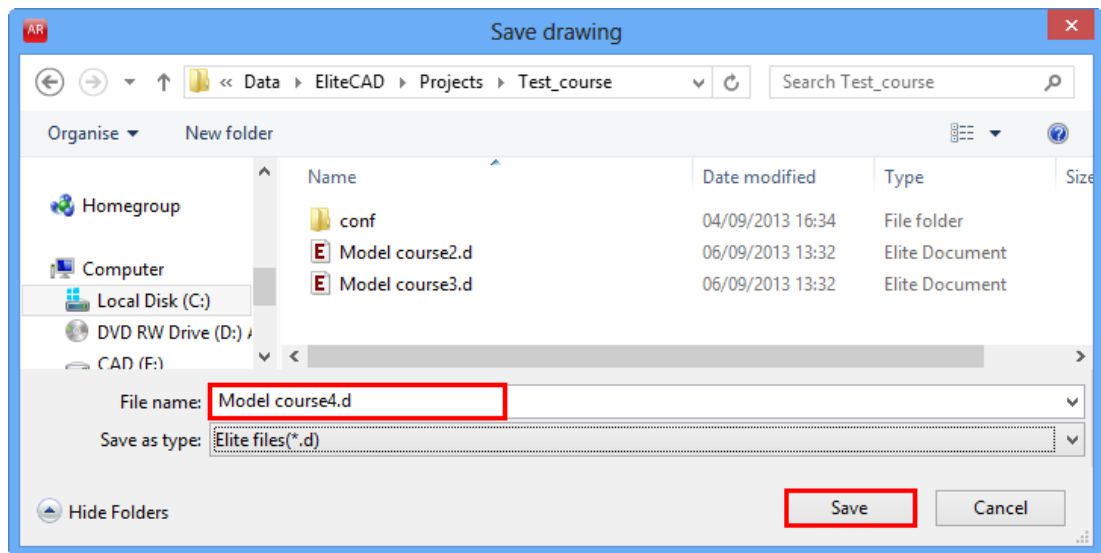 AR Save drawing
« Data EliteCAD Projects Test_course Search Test_course
Organise New folder
Name Date modified Type Size
Homegroup
conf 04/09/2013 16:34 File folder
E Model course2.d 06/09/2013 13:32 Elite Document
Computer
E Model course3.d 06/09/2013 13:32 Elite Document
Local Disk (C:)
DVD RW Drive (D:)
CAD (F:)
File name: Model course4.d
Save as type: Elite files(*.d)
Hide Folders Save Cancel